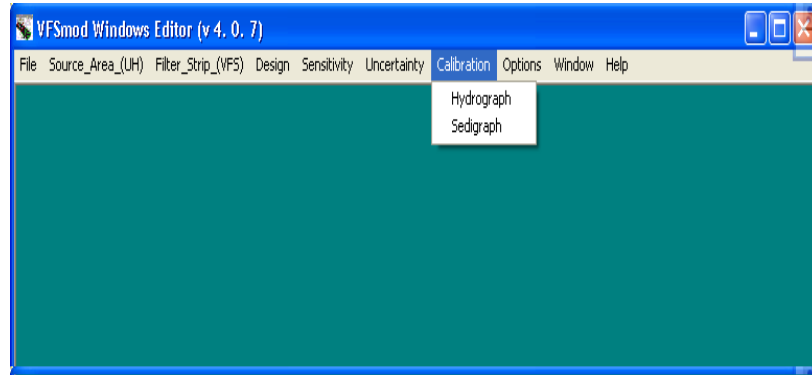 VFSmod Windows Editor (v 4. 0. 7)
File Source_Area_(UH) Filter_Strip_(VFS) Design Sensitivity Uncertainty Calibration Options Window Help
Hydrograph
Sedigraph